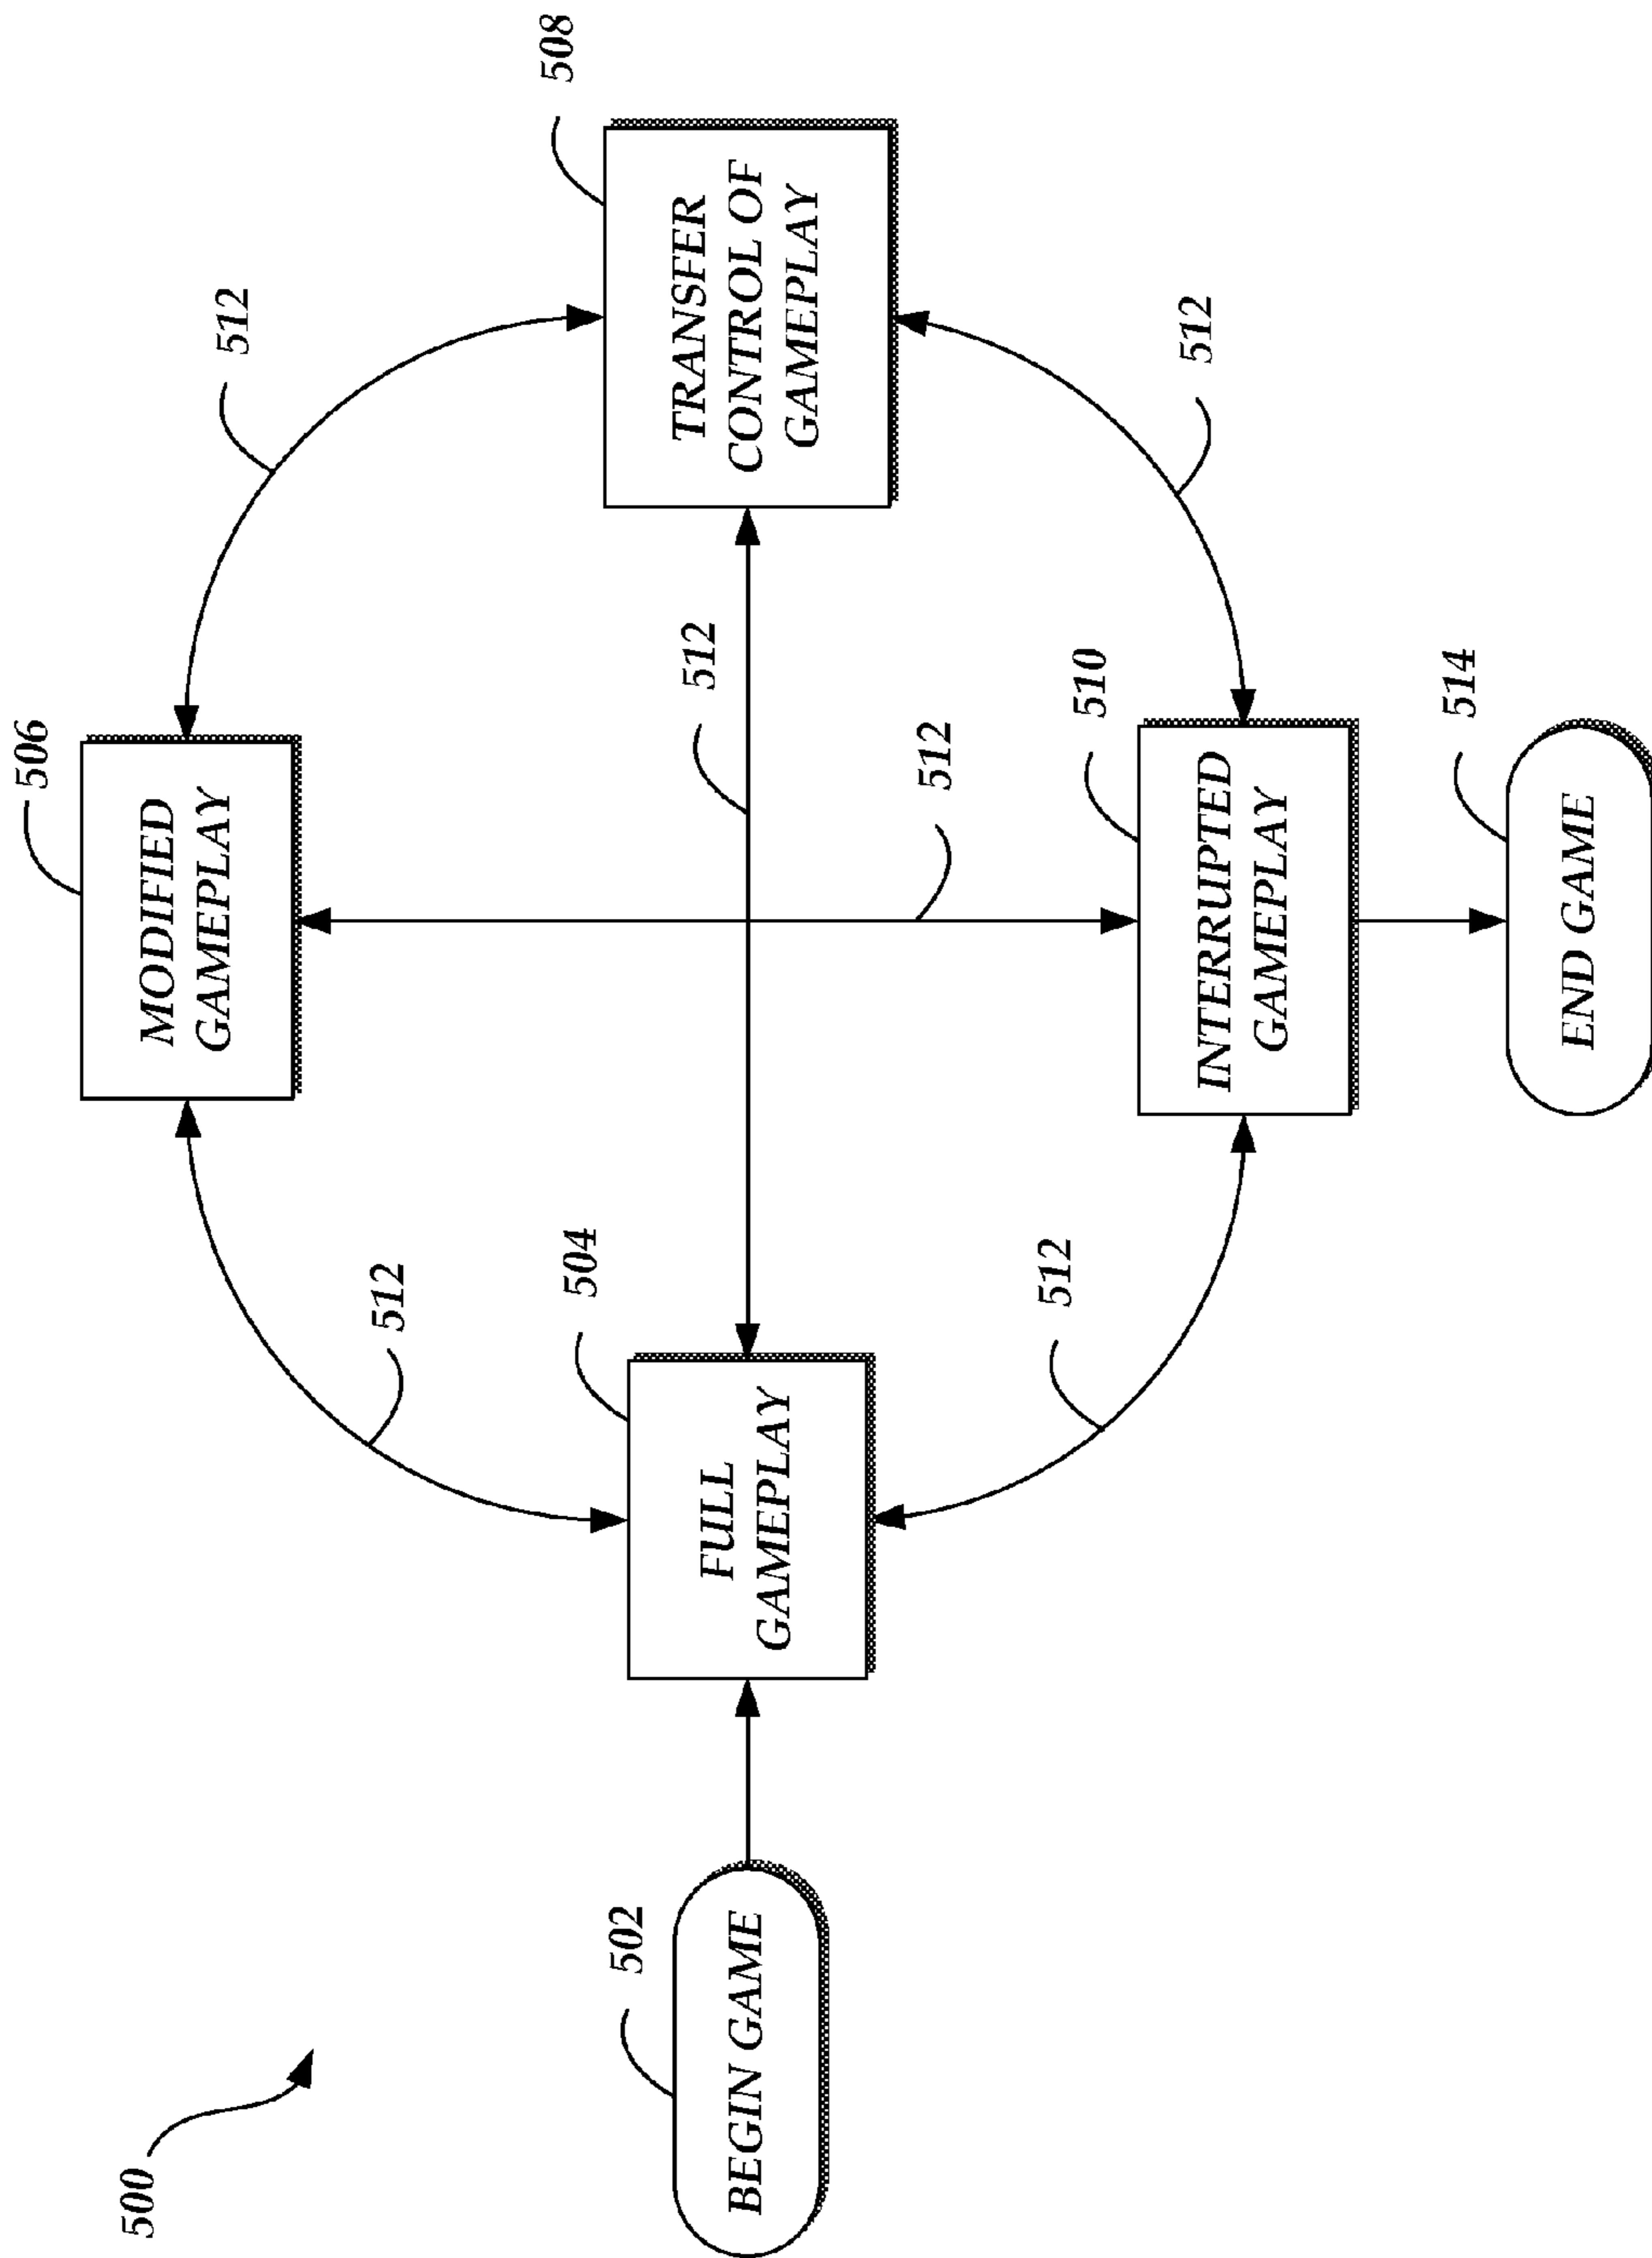 500
506
MODIFIED
GAMEPLAY
512
512
502
BEGIN GAME
504
FULL
GAMEPLAY
512
508
TRANSFER
CONTROL OF
GAMEPLAY
512
512
512
510
INTERRUPTED
GAMEPLAY
514
END GAME